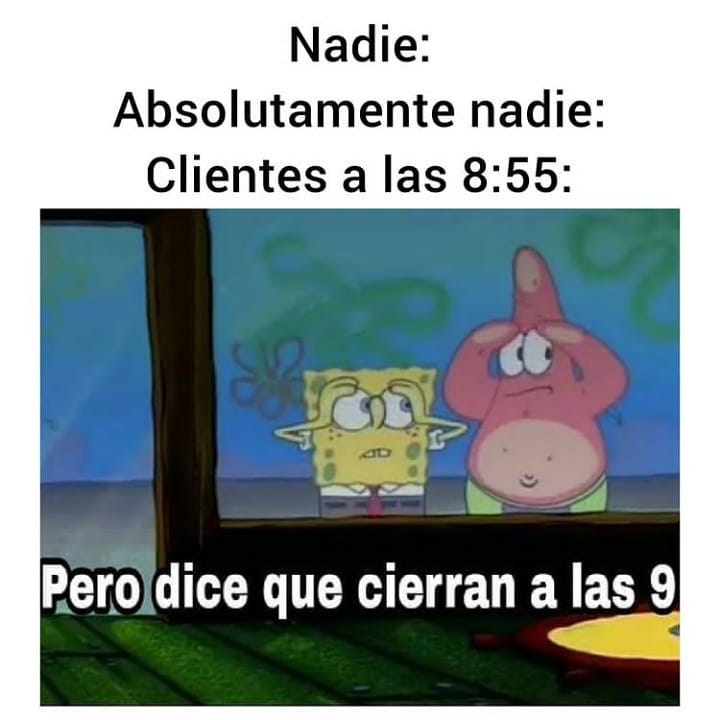 Nadie:
Absolutamente nadie:
Clientes a las 8:55:
Pero dice que cierran a las 9